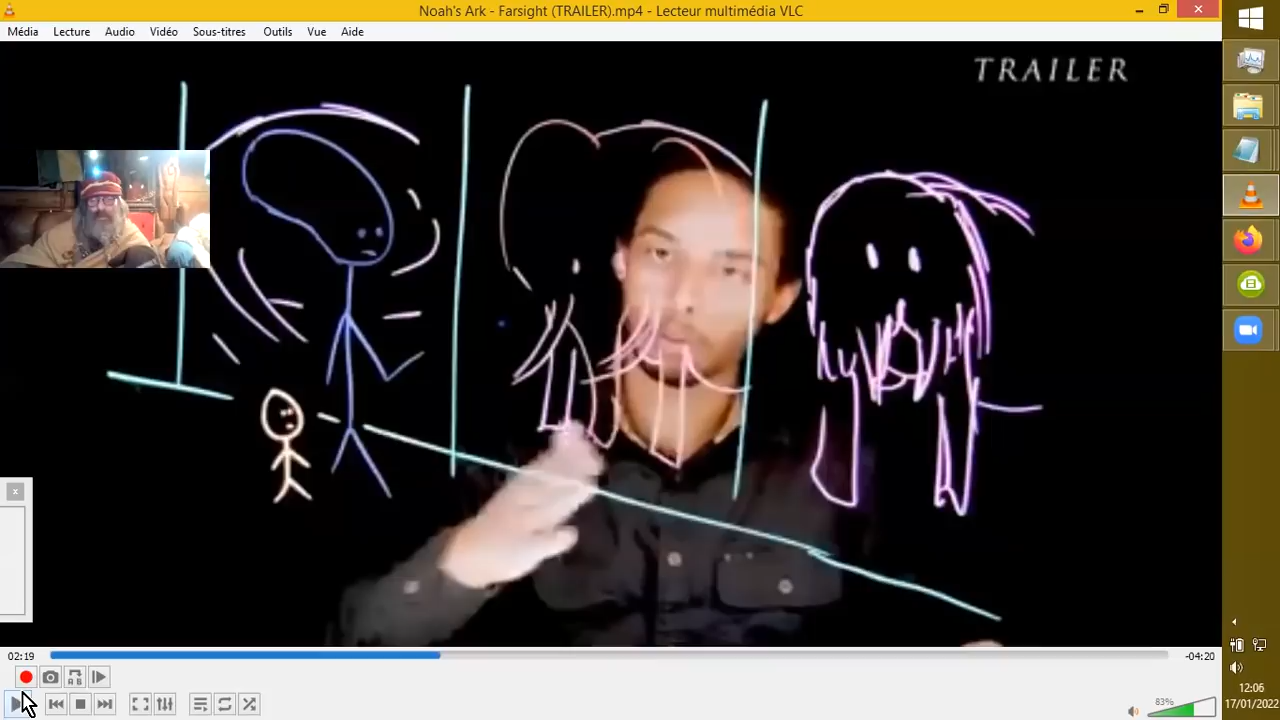 Noah's Ark - Farsight (TRAILER).mp4 - Lecteur multimédia VLC
Média Lecture Audio Vidéo Sous-titres Outils Vue Aide
TRAILER
02:19
-04:20
A B
83%
12:06
17/01/2022